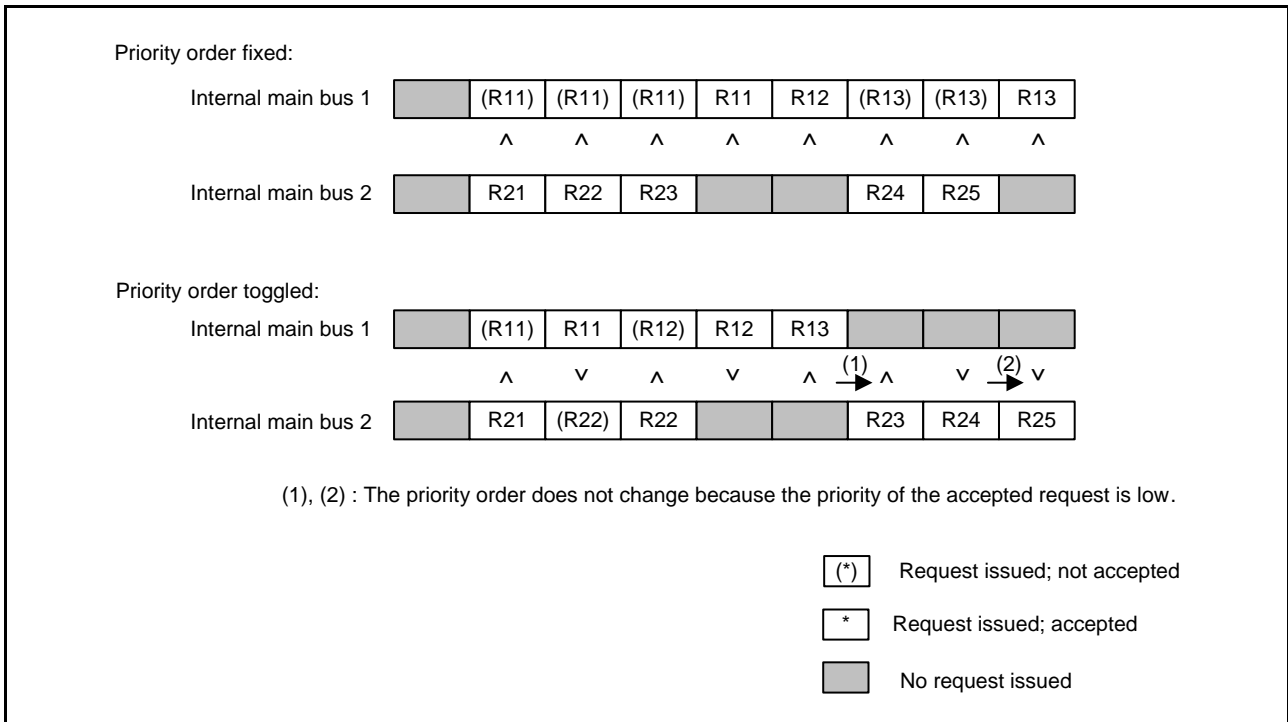 Priority order fixed:
Internal main bus 1 (R11) (R11) (R11) R11 R12 (R13) (R13) R13
^ ^ ^ ^ ^ ^ ^ ^
Internal main bus 2 R21 R22 R23 R24 R25
Priority order toggled:
Internal main bus 1 (R11) R11 (R12) R12 R13
^ v ^ v ^ (1) ^ v (2) v
Internal main bus 2 R21 (R22) R22 R23 R24 R25
(1), (2) : The priority order does not change because the priority of the accepted request is low.
(*) Request issued; not accepted
* Request issued; accepted
No request issued